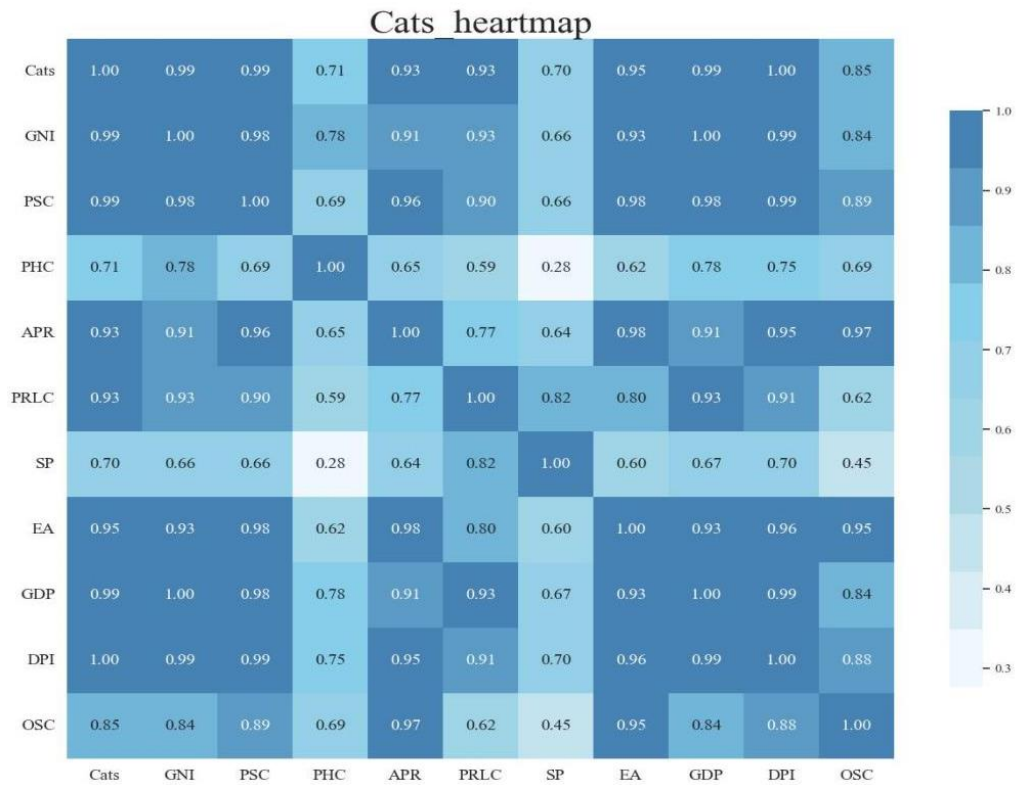 Cats_heartmap
Cats 1.00 0.99 0.99 0.71 0.93 0.93 0.70 0.95 0.99 1.00 0.85
GNI 0.99 1.00 0.98 0.78 0.91 0.93 0.66 0.93 1.00 0.99 0.84
PSC 0.99 0.98 1.00 0.69 0.96 0.90 0.66 0.98 0.98 0.99 0.89
PHC 0.71 0.78 0.69 1.00 0.65 0.59 0.28 0.62 0.78 0.75 0.69
APR 0.93 0.91 0.96 0.65 1.00 0.77 0.64 0.98 0.91 0.95 0.97
PRLC 0.93 0.93 0.90 0.59 0.77 1.00 0.82 0.80 0.93 0.91 0.62
SP 0.70 0.66 0.66 0.28 0.64 0.82 1.00 0.60 0.67 0.70 0.45
EA 0.95 0.93 0.98 0.62 0.98 0.80 0.60 1.00 0.93 0.96 0.95
GDP 0.99 1.00 0.98 0.78 0.91 0.93 0.67 0.93 1.00 0.99 0.84
DPI 1.00 0.99 0.99 0.75 0.95 0.91 0.70 0.96 0.99 1.00 0.88
OSC 0.85 0.84 0.89 0.69 0.97 0.62 0.45 0.95 0.84 0.88 1.00
Cats GNI PSC PHC APR PRLC SP EA GDP DPI OSC
1.0
0.9
0.8
0.7
0.6
0.5
0.4
0.3